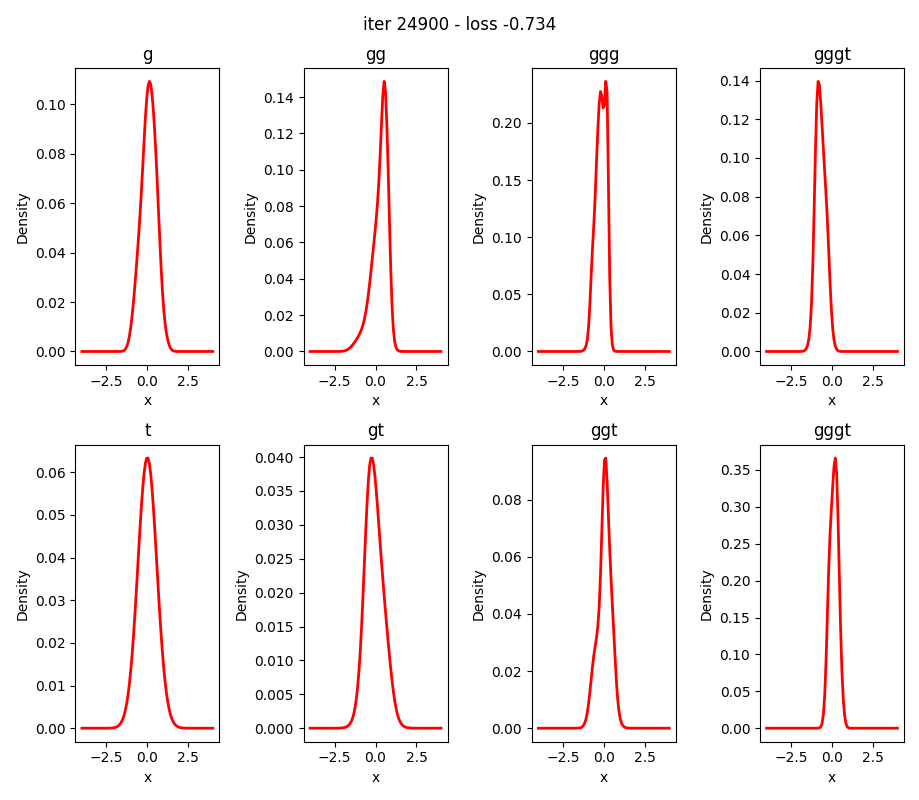 iter 24900 - loss -0.734
g gg ggg gggt
0.10 0.08 0.06 0.04 0.02 0.00
Density
−2.5 0.0 2.5
x
0.14 0.12 0.10 0.08 0.06 0.04 0.02 0.00
Density
−2.5 0.0 2.5
x
0.20 0.15 0.10 0.05 0.00
Density
−2.5 0.0 2.5
x
0.14 0.12 0.10 0.08 0.06 0.04 0.02 0.00
Density
−2.5 0.0 2.5
x
t gt ggt gggt
0.06 0.05 0.04 0.03 0.02 0.01 0.00
Density
−2.5 0.0 2.5
x
0.040 0.035 0.030 0.025 0.020 0.015 0.010 0.005 0.000
Density
−2.5 0.0 2.5
x
0.08 0.06 0.04 0.02 0.00
Density
−2.5 0.0 2.5
x
0.35 0.30 0.25 0.20 0.15 0.10 0.05 0.00
Density
−2.5 0.0 2.5
x